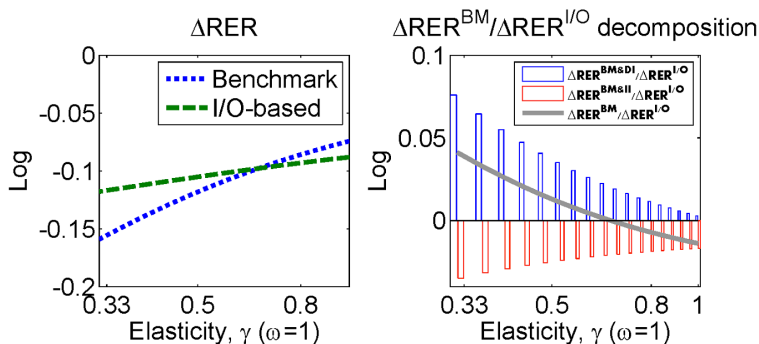 ΔRER
0
-0.05
-0.1
-0.15
-0.2
Log
Benchmark
I/O-based
0.33
0.5
0.8
Elasticity, γ (ω=1)
ΔRER^BM/ΔRER^I/O decomposition
0.1
0.05
0
-0.05
Log
ΔRER^BM&DI/ΔRER^I/O
ΔRER^BM&II/ΔRER^I/O
ΔRER^BM/ΔRER^I/O
0.33
0.5
0.8
1
Elasticity, γ (ω=1)